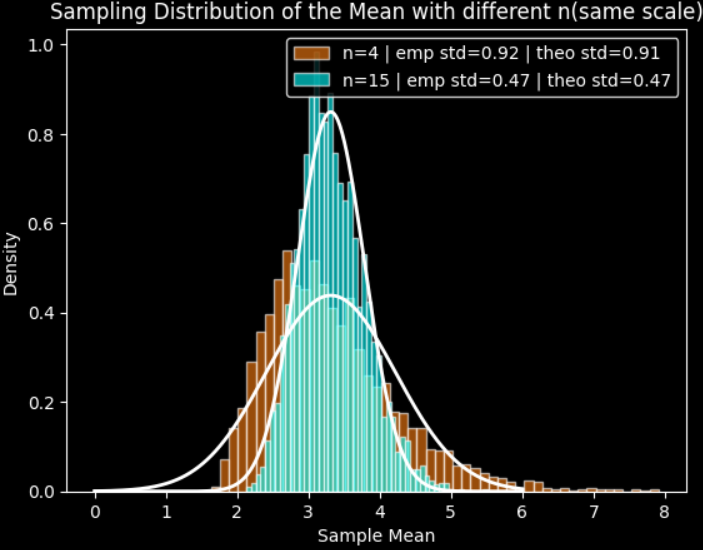 Sampling Distribution of the Mean with different n(same scale)
n=4 | emp std=0.92 | theo std=0.91
n=15 | emp std=0.47 | theo std=0.47
1.0
0.8
0.6
0.4
0.2
0.0
Density
0 1 2 3 4 5 6 7 8
Sample Mean